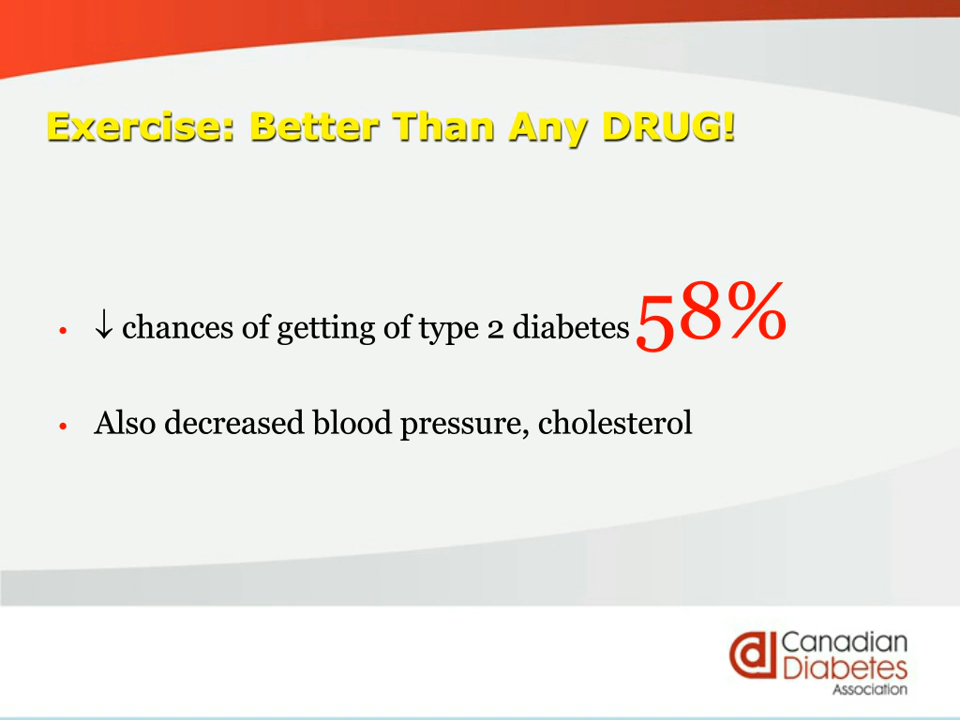 Exercise: Better Than Any DRUG!
• ↓ chances of getting of type 2 diabetes 58%
• Also decreased blood pressure, cholesterol
Canadian
Diabetes
Association